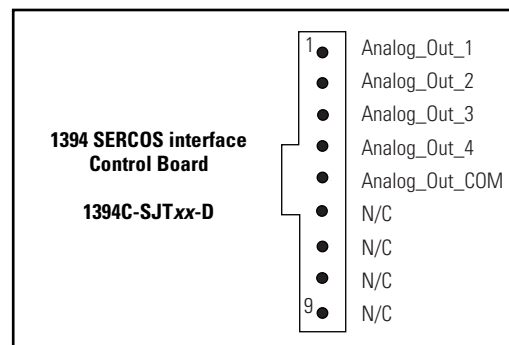 1394 SERCOS interface
Control Board
1394C-SJTxx-D
1
Analog_Out_1
Analog_Out_2
Analog_Out_3
Analog_Out_4
Analog_Out_COM
N/C
N/C
N/C
9
N/C